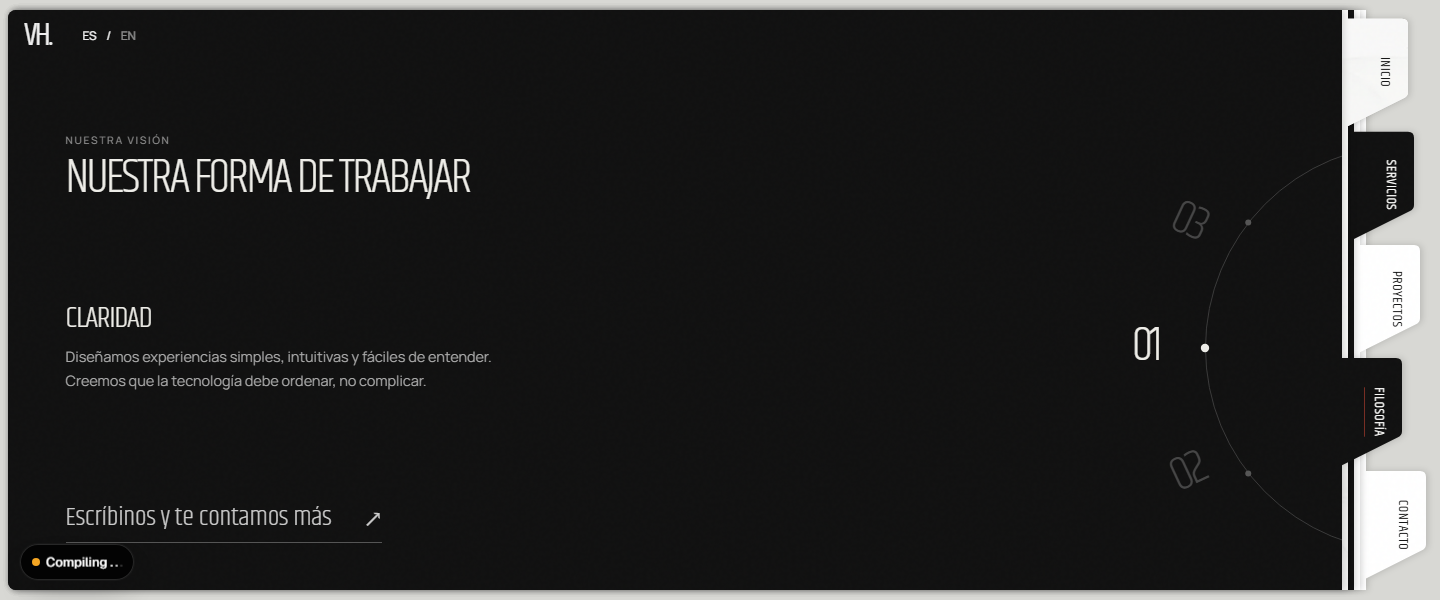 VH.
ES / EN
NUESTRA VISIÓN
NUESTRA FORMA DE TRABAJAR
CLARIDAD
Diseñamos experiencias simples, intuitivas y fáciles de entender.
Creemos que la tecnología debe ordenar, no complicar.
Escríbinos y te contamos más ↗
Compiling ...
03
01
02
INICIO
SERVICIOS
PROYECTOS
FILOSOFÍA
CONTACTO